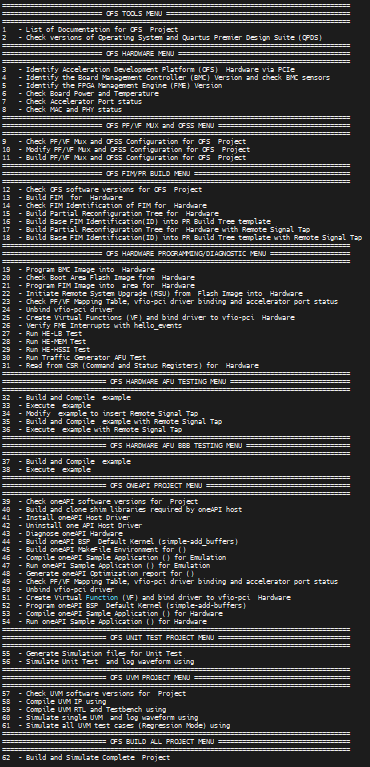 OFS TOOLS MENU
1 - List of Documentation for OFS Project
2 - Check versions of Operating System and Quartus Premier Design Suite (QPDS)
OFS HARDWARE MENU
3 - Identify Acceleration Development Platform (OFS) Hardware via PCIe
4 - Identify the Board Management Controller (BMC) Version and check BMC sensors
5 - Identify the FPGA Management Engine (FME) Version
6 - Check Board Power and Temperature
7 - Check Accelerator Port status
8 - Check MAC and PHY status
OFS PF/VF MUX and OFSS MENU
9 - Check PF/VF Mux and OFSS Configuration for OFS Project
10 - Modify PF/VF Mux and OFSS Configuration for OFS Project
11 - Build PF/VF Mux and OFSS Configuration for OFS Project
OFS FIM/PR BUILD MENU
12 - Check OFS software versions for OFS Project
13 - Build FIM for Hardware
14 - Check FIM Identification of FIM for Hardware
15 - Build Partial Reconfiguration Tree for Hardware
16 - Build Base FIM Identification(ID) into PR Build Tree template
17 - Build Partial Reconfiguration Tree for Hardware with Remote Signal Tap
18 - Build Base FIM Identification(ID) into PR Build Tree template with Remote Signal Tap
OFS HARDWARE PROGRAMMING/DIAGNOSTIC MENU
19 - Program BMC Image into Hardware
20 - Check Boot Area Flash Image from Hardware
21 - Program FIM Image into area for Hardware
22 - Initiate Remote System Upgrade (RSU) from Flash Image into Hardware
23 - Check PF/VF Mapping Table, vfio-pci driver binding and accelerator port status
24 - Unbind vfio-pci driver
25 - Create Virtual Functions (VF) and bind driver to vfio-pci Hardware
26 - Verify FME Interrupts with hello_events
27 - Run HE-LB Test
28 - Run HE-MEM Test
29 - Run HE-HSSI Test
30 - Run Traffic Generator AFU Test
31 - Read from CSR (Command and Status Registers) for Hardware
OFS HARDWARE AFU TESTING MENU
32 - Build and Compile example
33 - Execute example
34 - Modify example to insert Remote Signal Tap
35 - Build and Compile example with Remote Signal Tap
36 - Execute example with Remote Signal Tap
OFS HARDWARE AFU BBB TESTING MENU
37 - Build and Compile example
38 - Execute example
OFS ONEAPI PROJECT MENU
39 - Check oneAPI software versions for Project
40 - Build and clone shim libraries required by oneAPI host
41 - Install oneAPI Host Driver
42 - Uninstall one API Host Driver
43 - Diagnose oneAPI Hardware
44 - Build oneAPI BSP Default Kernel (simple-add_buffers)
45 - Build oneAPI MakeFile Environment for ()
46 - Compile oneAPI Sample Application () for Emulation
47 - Run oneAPI Sample Application () for Emulation
48 - Generate oneAPI Optimization report for ()
49 - Check PF/VF Mapping Table, vfio-pci driver binding and accelerator port status
50 - Unbind vfio-pci driver
51 - Create Virtual Function (VF) and bind driver to vfio-pci Hardware
52 - Program oneAPI BSP Default Kernel (simple-add-buffers)
53 - Compile oneAPI Sample Application () for Hardware
54 - Run oneAPI Sample Application () for Hardware
OFS UNIT TEST PROJECT MENU
55 - Generate Simulation files for Unit Test
56 - Simulate Unit Test and log waveform using
OFS UVM PROJECT MENU
57 - Check UVM software versions for Project
58 - Compile UVM IP using
59 - Compile UVM RTL and Testbench using
60 - Simulate single UVM and log waveform using
61 - Simulate all UVM test cases (Regression Mode) using
OFS BUILD ALL PROJECT MENU
62 - Build and Simulate Complete Project